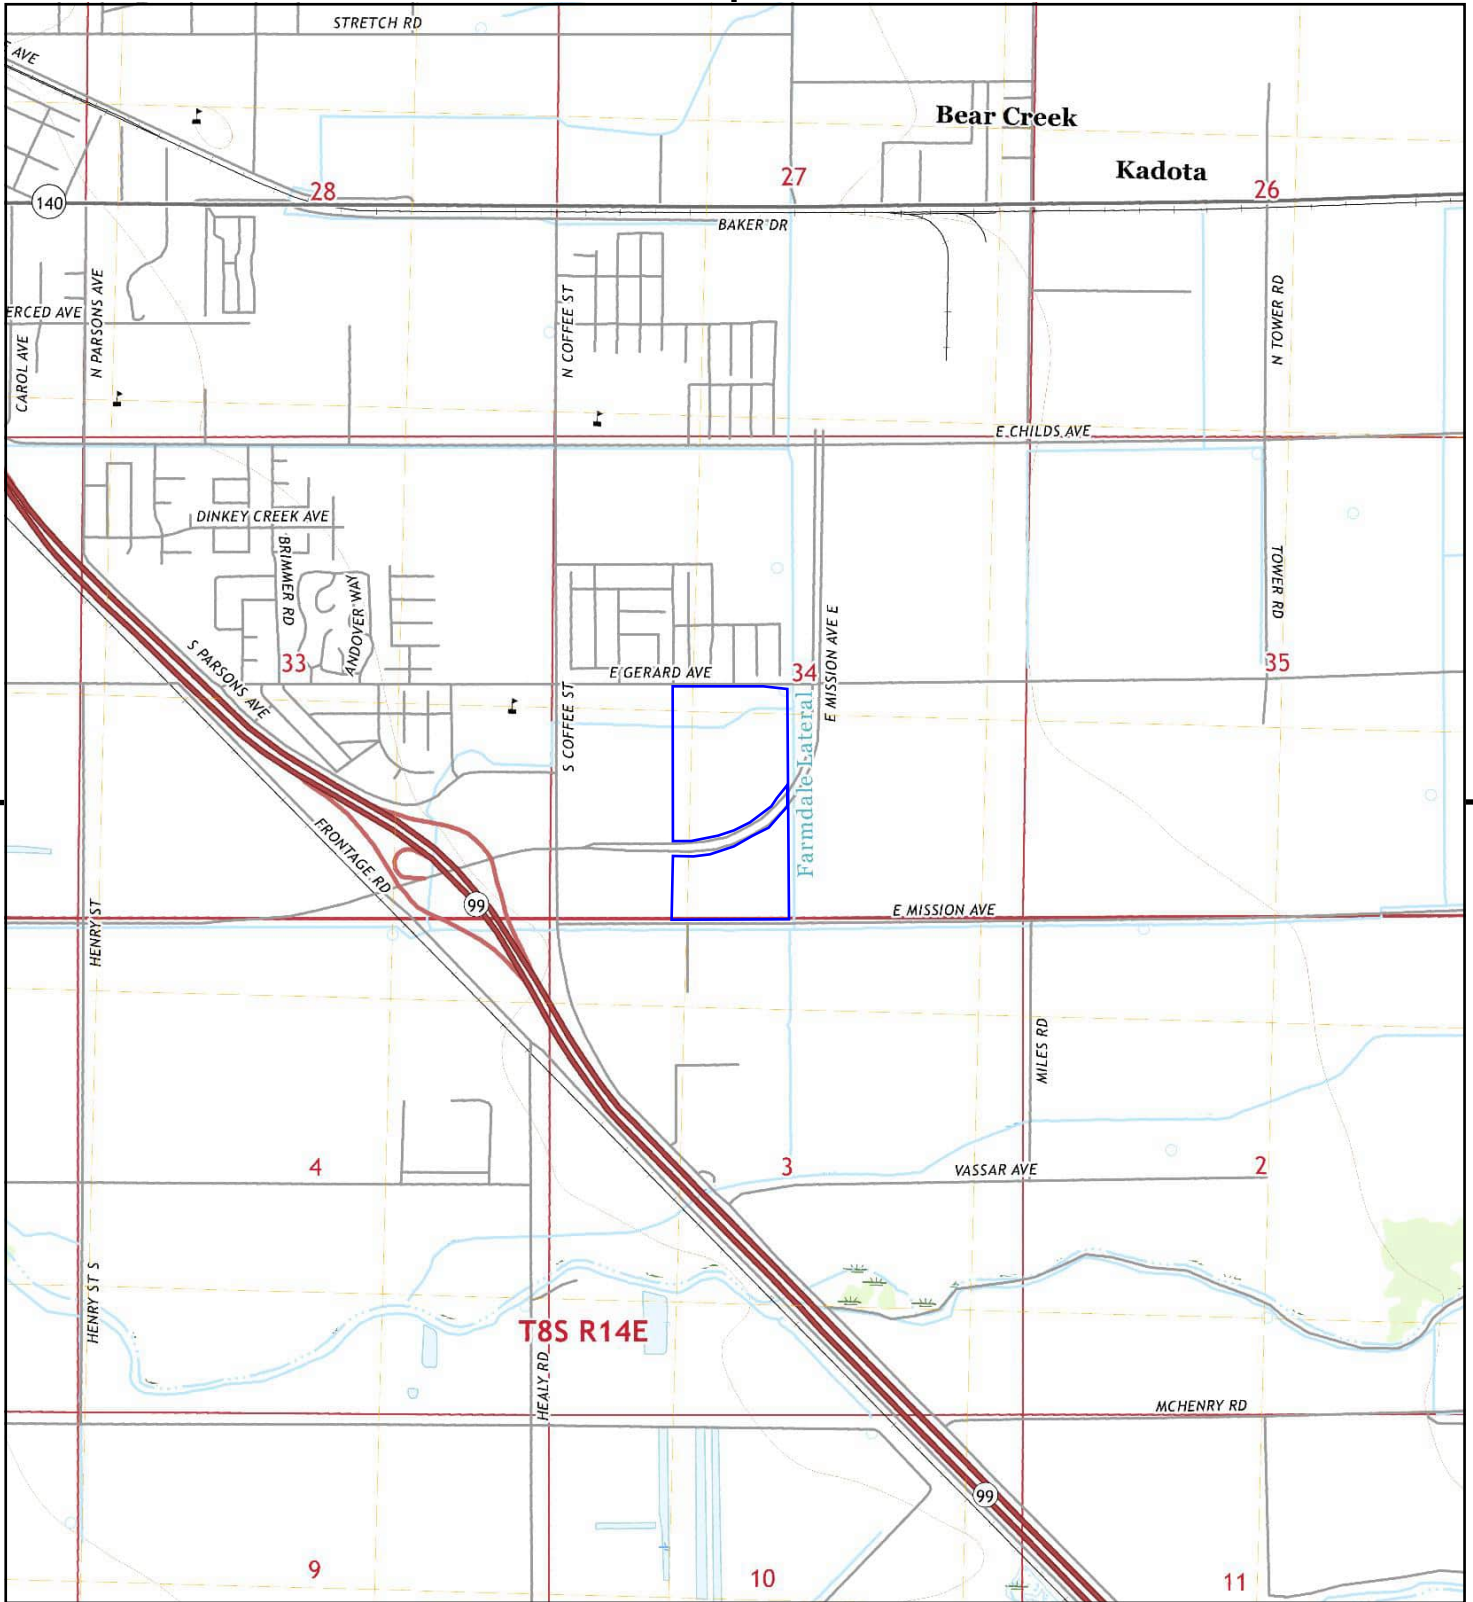 STRETCH RD
E AVE
Bear Creek
Kadota
28
27
26
140
BAKER DR
N PARSONS AVE
N COFFEE ST
N TOWER RD
ERCED AVE
CAROL AVE
E CHILDS AVE
DINKEY CREEK AVE
BRIMMER RD
ANDOVER WAY
TOWER RD
E MISSION AVE E
S PARSONS AVE
33
E GERARD AVE
34
35
S COFFEE ST
Farmdale Lateral
FRONTAGE RD
99
HENRY ST
E MISSION AVE
MILES RD
4
3
VASSAR AVE
2
HENRY ST S
T8S R14E
HEALY RD
MCHENRY RD
99
9
10
11